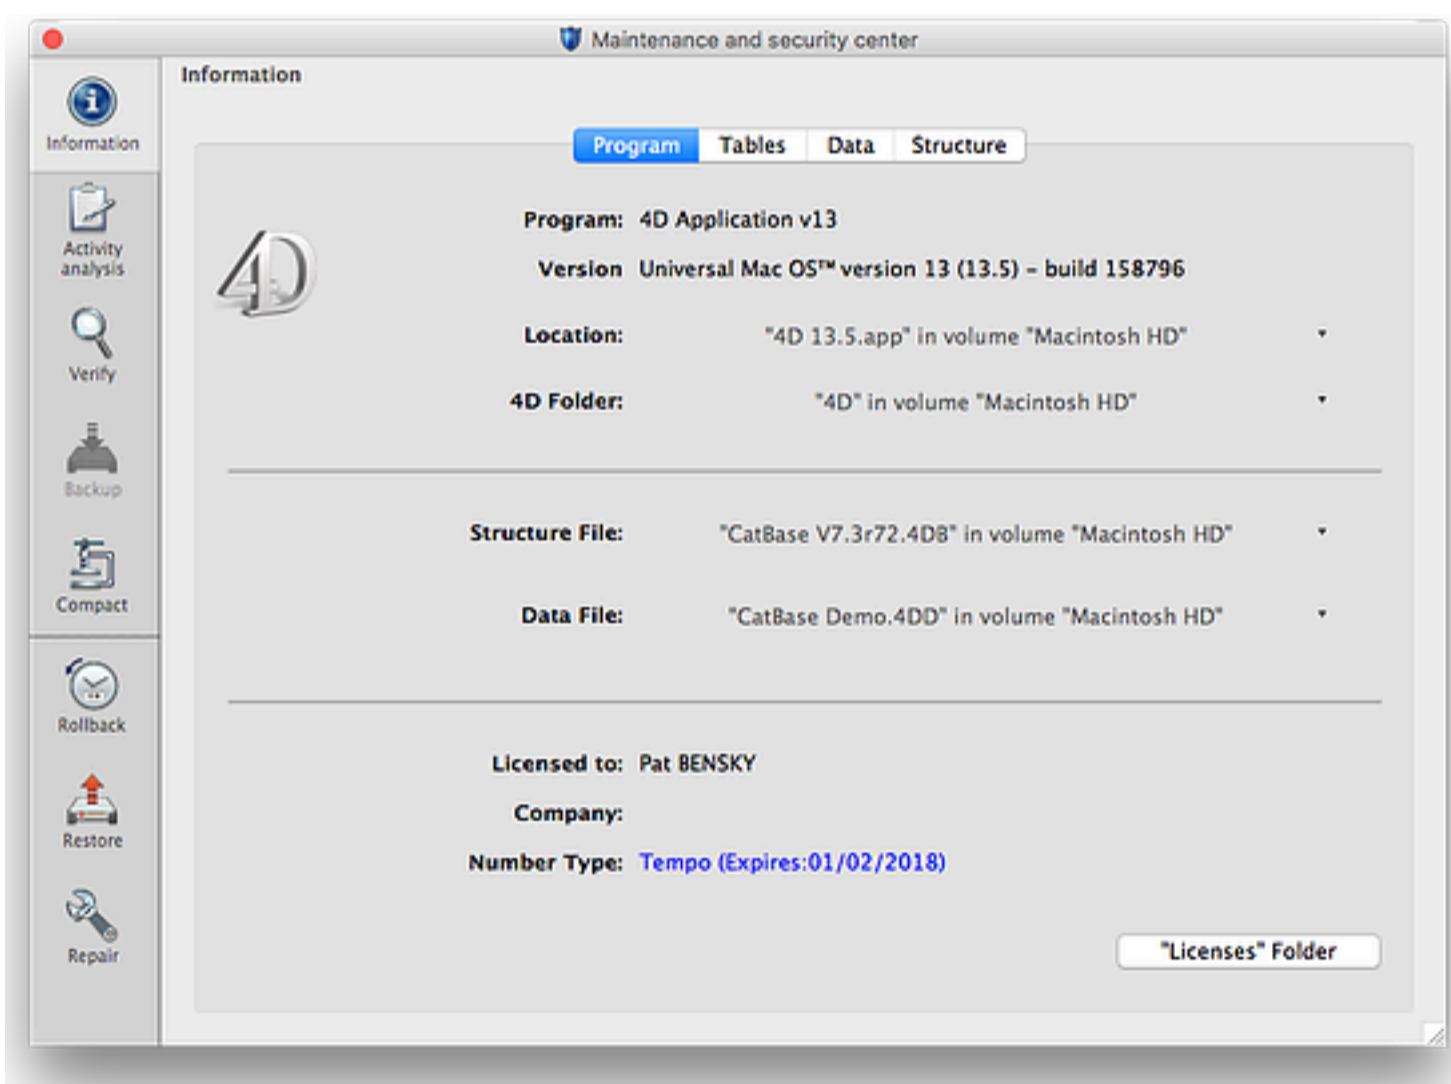 Maintenance and security center
Information
Information
Activity
analysis
Verify
Backup
Compact
Rollback
Restore
Repair
Program Tables Data Structure
4D
Program: 4D Application v13
Version Universal Mac OS™ version 13 (13.5) - build 158796
Location: "4D 13.5.app" in volume "Macintosh HD"
4D Folder: "4D" in volume "Macintosh HD"
Structure File: "CatBase V7.3r72.4DB" in volume "Macintosh HD"
Data File: "CatBase Demo.4DD" in volume "Macintosh HD"
Licensed to: Pat BENSKY
Company:
Number Type: Tempo (Expires:01/02/2018)
"Licenses" Folder